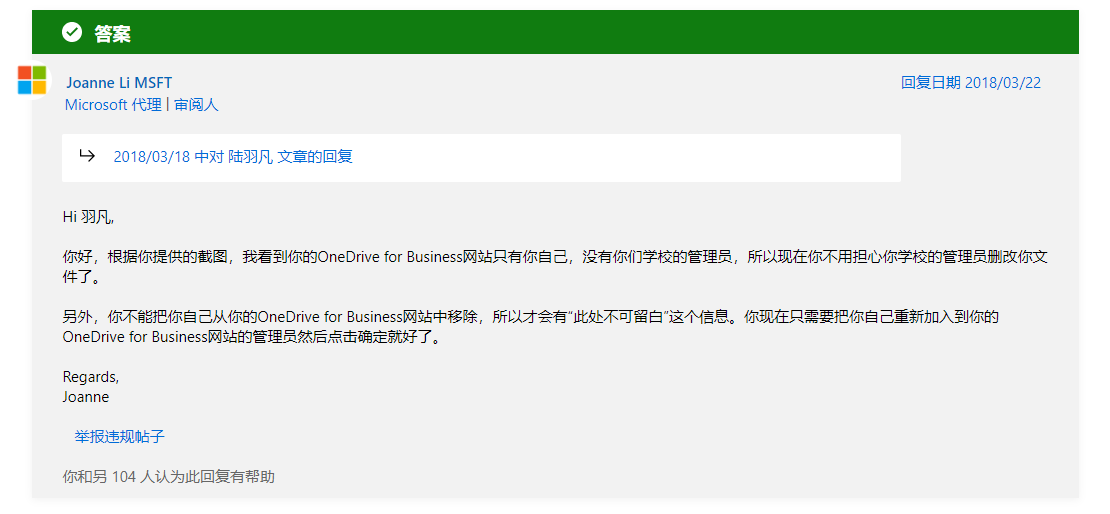 答案
Joanne Li MSFT
回复日期 2018/03/22
Microsoft 代理 | 审阅人
2018/03/18 中对 陆羽凡 文章的回复
Hi 羽凡,
你好，根据你提供的截图，我看到你的OneDrive for Business网站只有你自己，没有你们学校的管理员，所以现在你不用担心你学校的管理员删改你文
件了。
另外，你不能把你自己从你的OneDrive for Business网站中移除，所以才会有“此处不可留白”这个信息。你现在只需要把你自己重新加入到你的
OneDrive for Business网站的管理员然后点击确定就好了。
Regards,
Joanne
举报违规帖子
你和另 104 人认为此回复有帮助